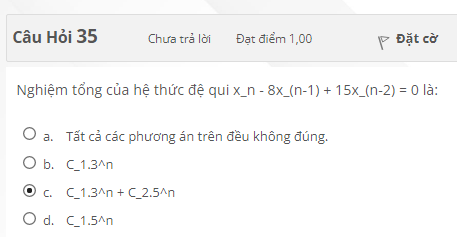 Câu Hỏi 35 Chưa trả lời Đạt điểm 1,00 Đặt cờ
Nghiệm tổng của hệ thức đệ qui x_n - 8x_(n-1) + 15x_(n-2) = 0 là:
a. Tất cả các phương án trên đều không đúng.
b. C_1.3^n
c. C_1.3^n + C_2.5^n
d. C_1.5^n